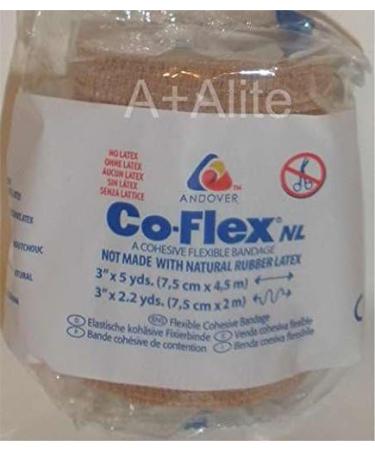 A+Alite
NO LATEX
OHNE LATEX
AUCUN LATEX
SIN LÁTEX
SENZA LATTICE
ANDOVER™
Co-Flex® NL
A COHESIVE FLEXIBLE BANDAGE
NOT MADE WITH NATURAL RUBBER LATEX
3" x 5 yds. (7,5 cm x 4,5 m)
3" x 2.2 yds. (7,5 cm x 2 m)
Elastische kohäsive Fixierbinde
Flexible Cohesive Bandage
Venda cohesiva flexible
Bande cohésive de contention
Benda coesiva flessibile